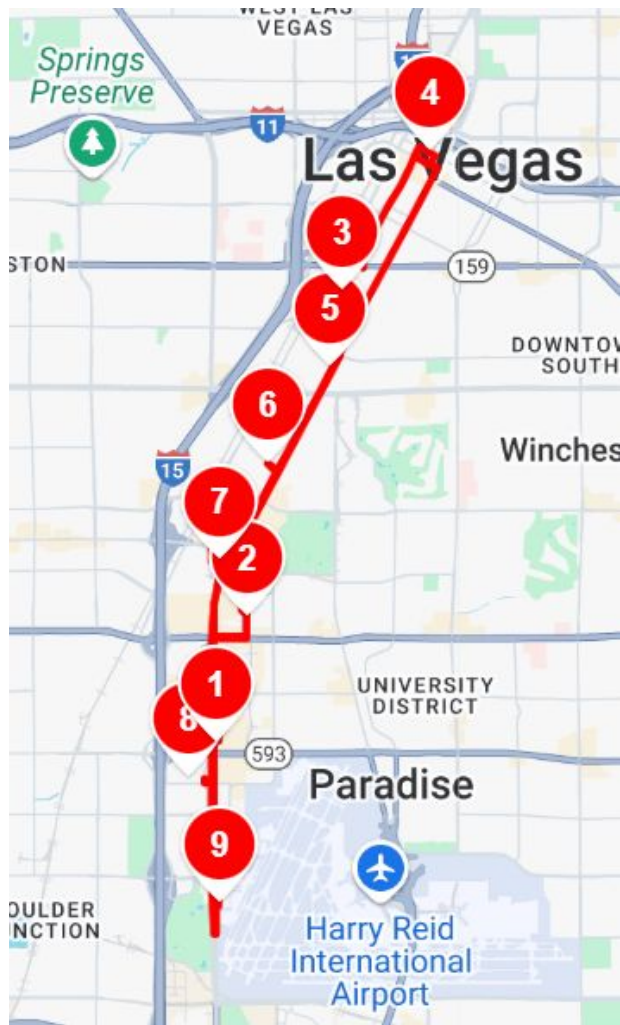 WEST LAS
VEGAS
Springs
Preserve
4
11
Las Vegas
3
STON
159
5
DOWNTOW
SOUTH
6
Winches
15
7
2
1
UNIVERSITY
DISTRICT
8
593
Paradise
9
OULDER
NCTION
Harry Reid
International
Airport